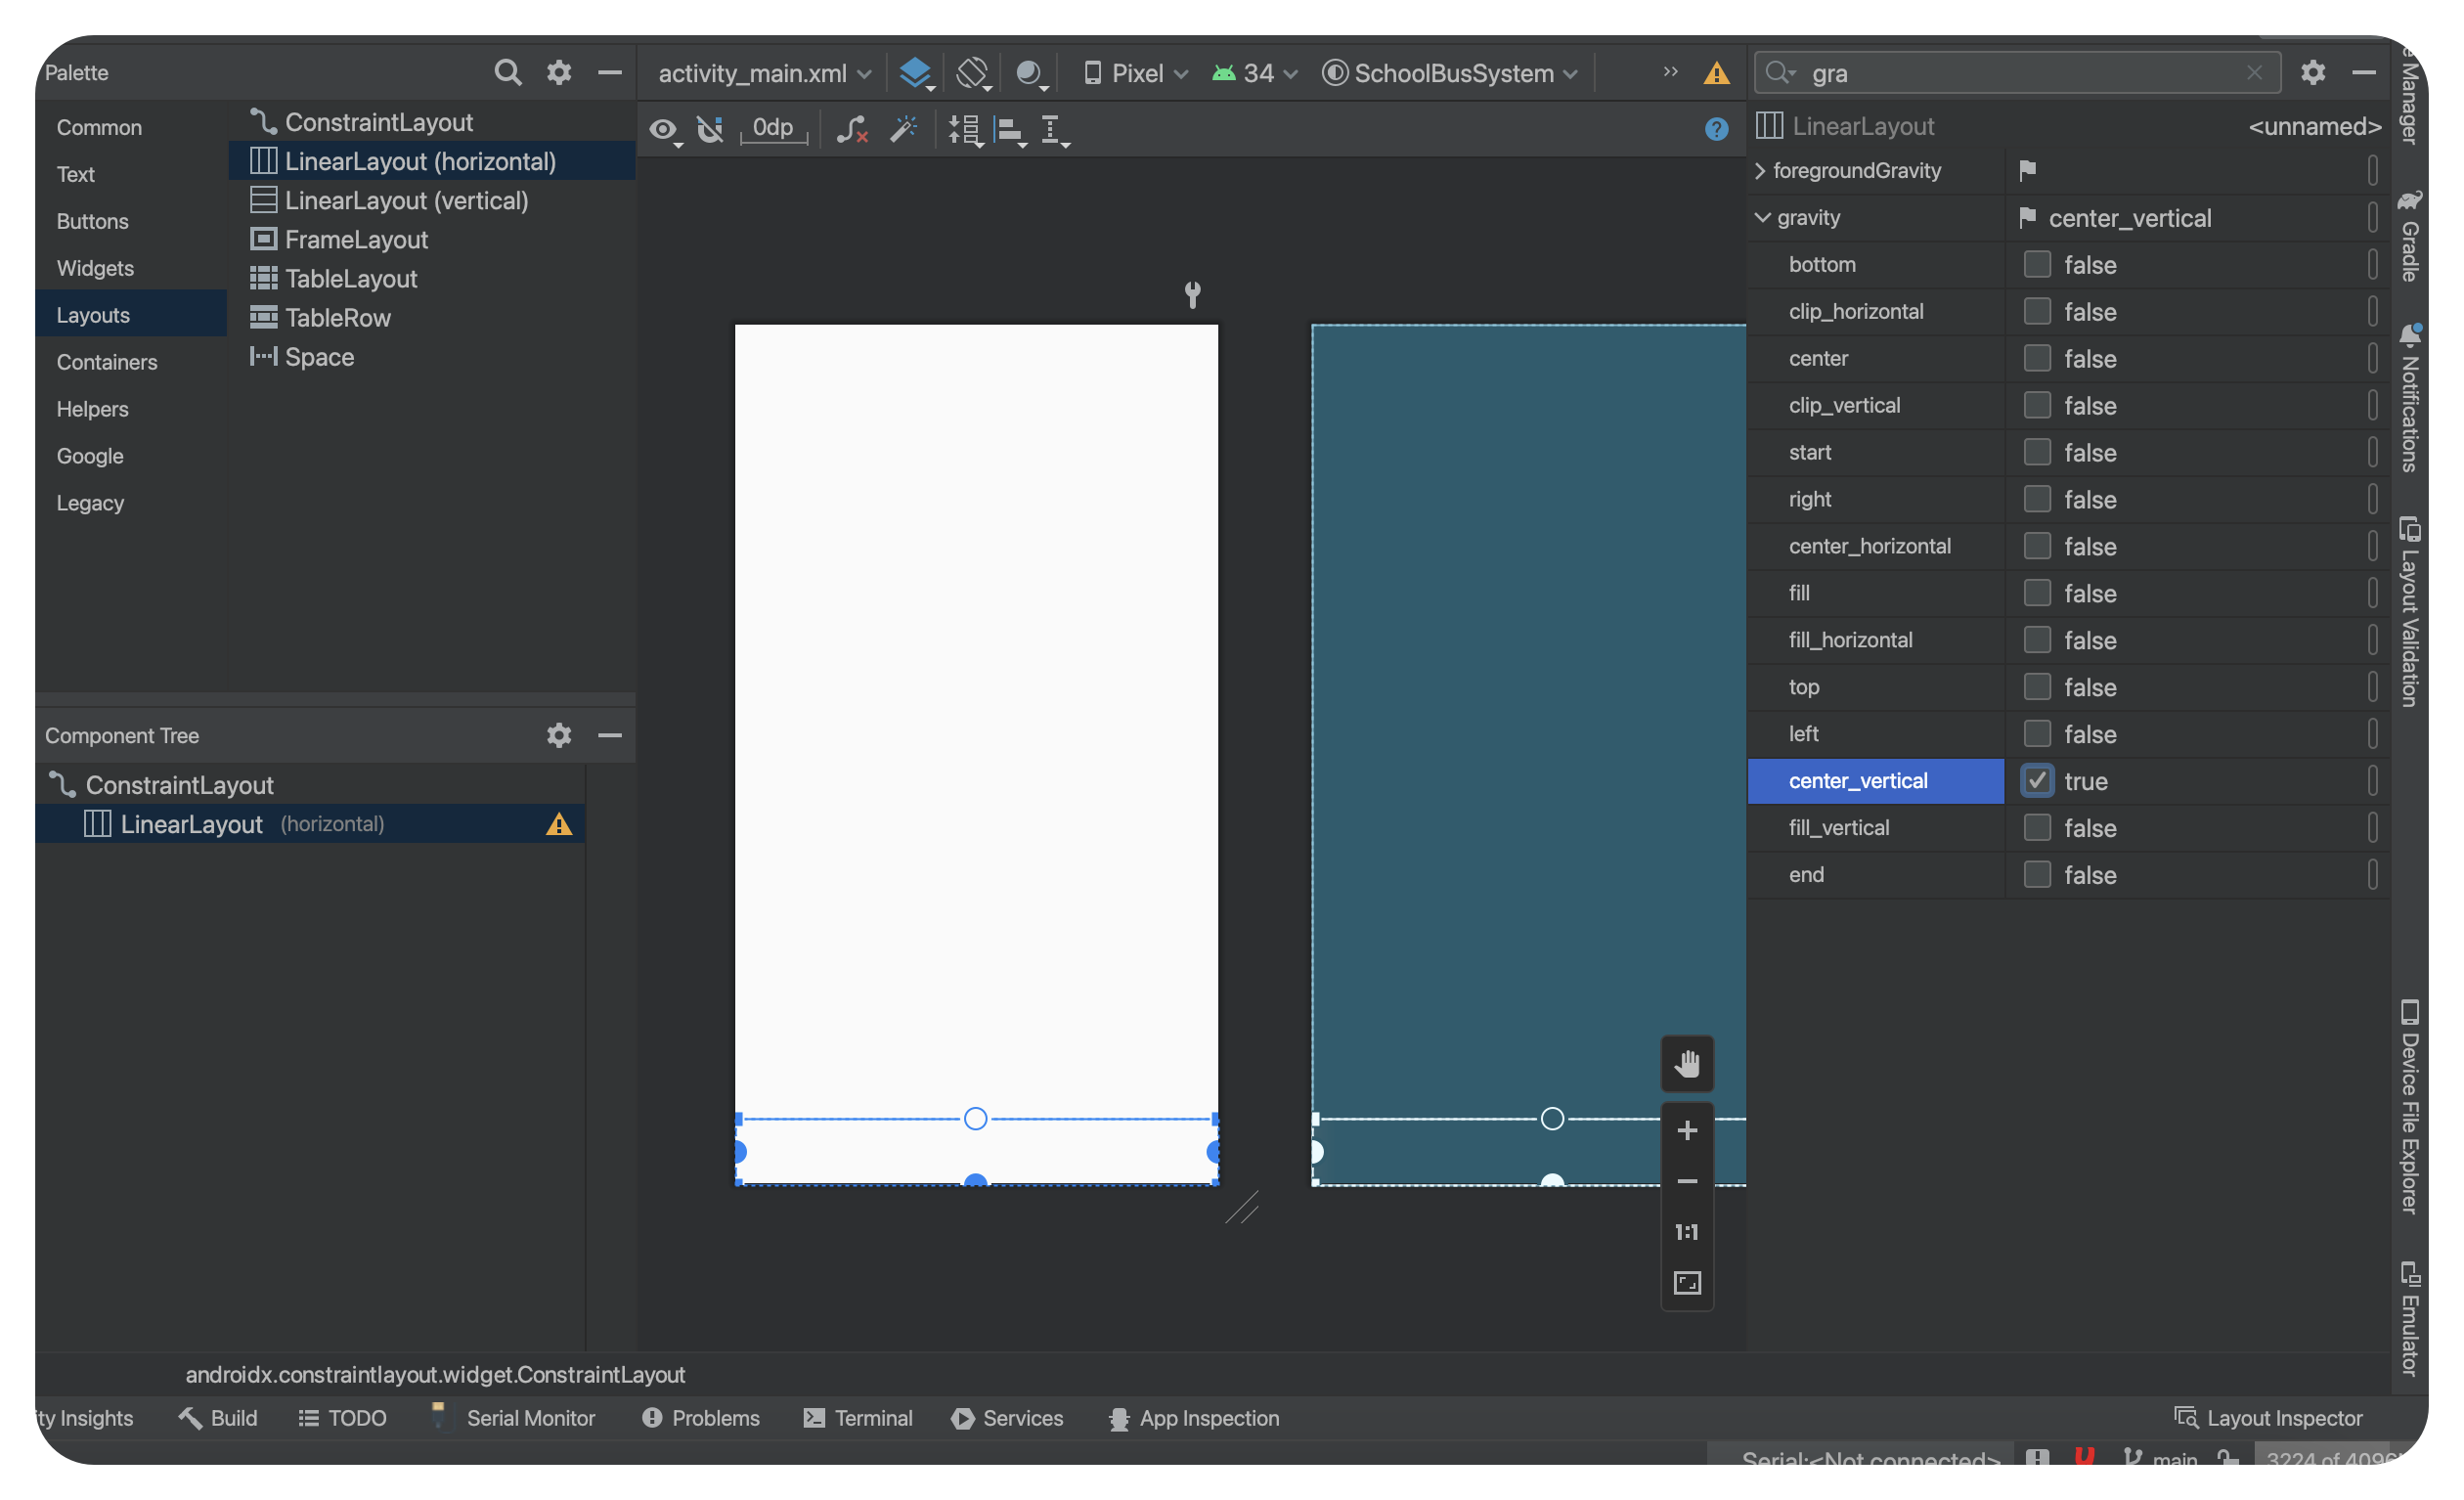 Palette
Common
Text
Buttons
Widgets
Layouts
Containers
Helpers
Google
Legacy
ConstraintLayout
LinearLayout (horizontal)
LinearLayout (vertical)
FrameLayout
TableLayout
TableRow
Space
Component Tree
ConstraintLayout
LinearLayout (horizontal)
activity_main.xml
Pixel
34
SchoolBusSystem
0dp
?
1:1
gra
LinearLayout <unnamed>
foregroundGravity
gravity center_vertical
bottom false
clip_horizontal false
center false
clip_vertical false
start false
right false
center_horizontal false
fill false
fill_horizontal false
top false
left false
center_vertical true
fill_vertical false
end false
e Manager
Gradle
Notifications
Layout Validation
Device File Explorer
Emulator
androidx.constraintlayout.widget.ConstraintLayout
ity Insights
Build
TODO
Serial Monitor
Problems
Terminal
Services
App Inspection
Layout Inspector
Serial:<Not connected>
main
3224 of 4096